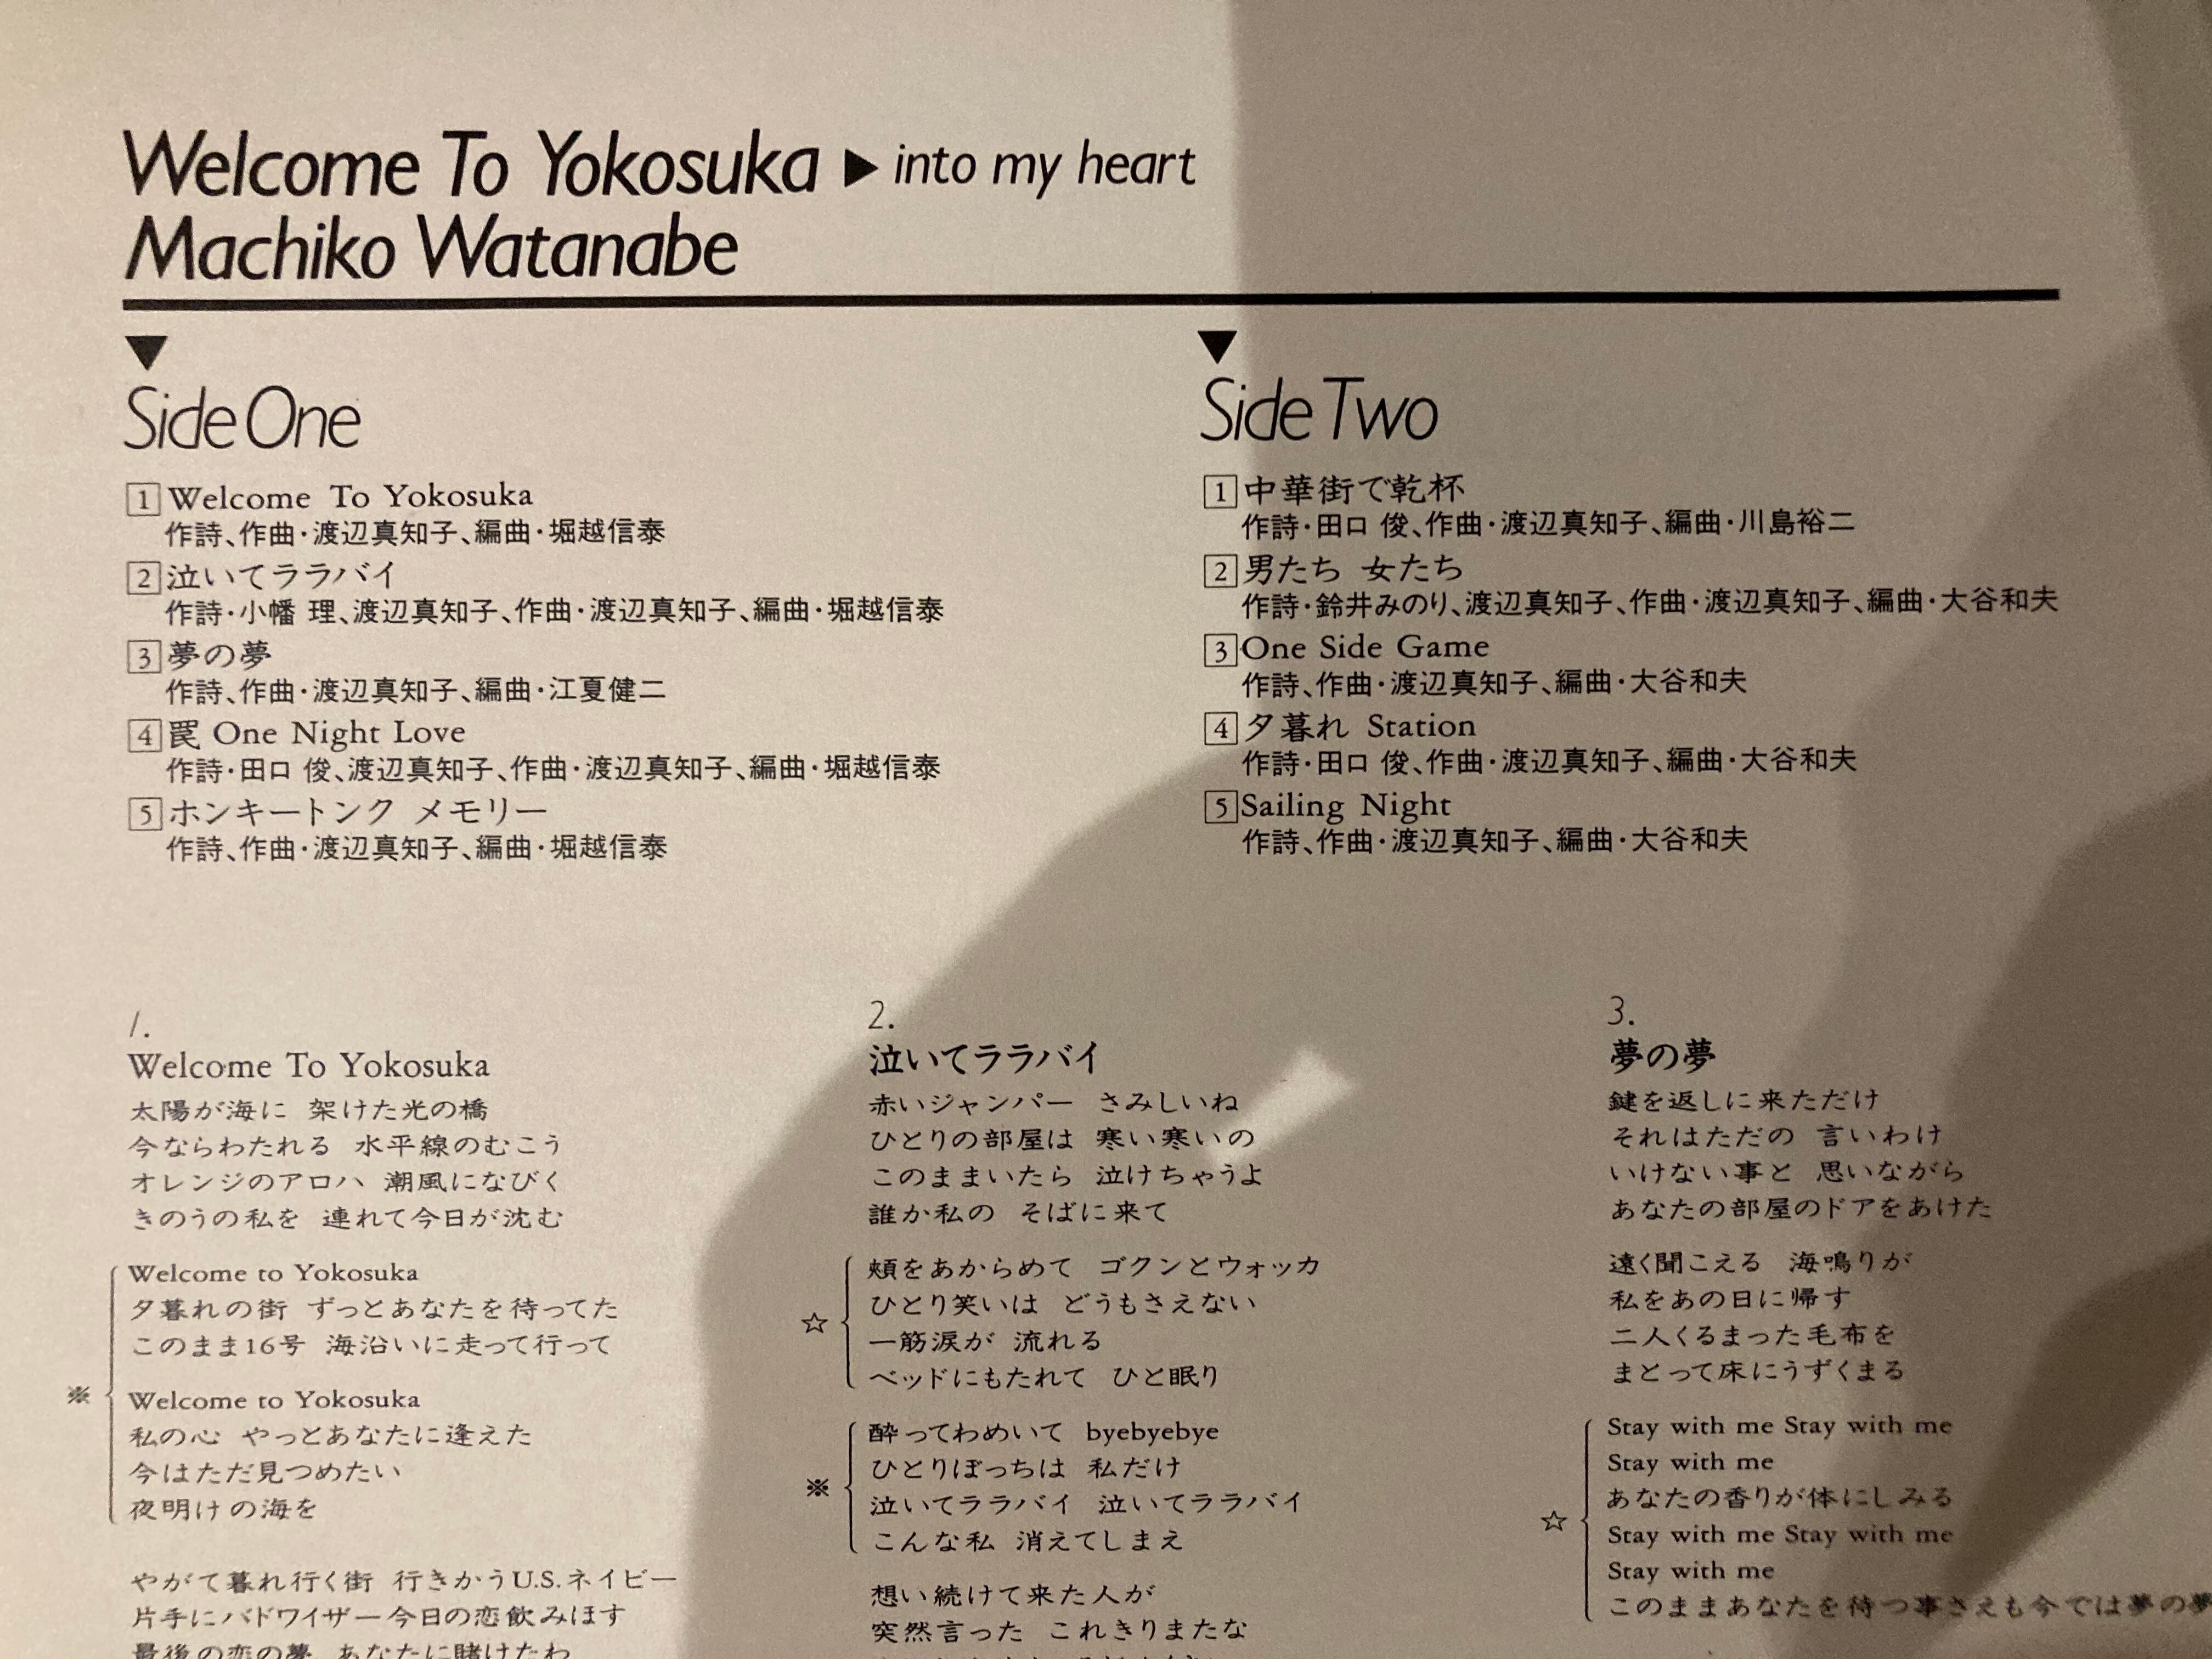 Welcome To Yokosuka ▶ into my heart
Machiko Watanabe
▼
Side One
1 Welcome To Yokosuka
作詩、作曲・渡辺真知子、編曲・堀越信泰
2 泣いてララバイ
作詩・小幡 理、渡辺真知子、作曲・渡辺真知子、編曲・堀越信泰
3 夢の夢
作詩、作曲・渡辺真知子、編曲・江夏健二
4 罠 One Night Love
作詩・田口 俊、渡辺真知子、作曲・渡辺真知子、編曲・堀越信泰
5 ホンキートンク メモリー
作詩、作曲・渡辺真知子、編曲・堀越信泰
▼
Side Two
1 中華街で乾杯
作詩・田口 俊、作曲・渡辺真知子、編曲・川島裕二
2 男たち 女たち
作詩・鈴井みのり、渡辺真知子、作曲・渡辺真知子、編曲・大谷和夫
3 One Side Game
作詩、作曲・渡辺真知子、編曲・大谷和夫
4 夕暮れ Station
作詩・田口 俊、作曲・渡辺真知子、編曲・大谷和夫
5 Sailing Night
作詩、作曲・渡辺真知子、編曲・大谷和夫
1.
Welcome To Yokosuka
太陽が海に 架けた光の橋
今ならわたれる 水平線のむこう
オレンジのアロハ 潮風になびく
きのうの私を 連れて今日が沈む
Welcome to Yokosuka
夕暮れの街 ずっとあなたを待ってた
このまま16号 海沿いに走って行って
※
Welcome to Yokosuka
私の心 やっとあなたに逢えた
今はただ見つめたい
夜明けの海を
やがて暮れ行く街 行きかうU.S.ネイビー
片手にバドワイザー今日の恋飲みほす
最後の恋の夢 あなたに賭けたわ
2.
泣いてララバイ
赤いジャンパー さみしいね
ひとりの部屋は 寒い寒いの
このままいたら 泣けちゃうよ
誰か私の そばに来て
頬をあからめて ゴクンとウォッカ
ひとり笑いは どうもさえない
☆
一筋涙が 流れる
ベッドにもたれて ひと眠り
酔ってわめいて byebyebye
ひとりぼっちは 私だけ
※
泣いてララバイ 泣いてララバイ
こんな私 消えてしまえ
想い続けて来た人が
突然言った これきりまたな
3.
夢の夢
鍵を返しに来ただけ
それはただの 言いわけ
いけない事と 思いながら
あなたの部屋のドアをあけた
遠く聞こえる 海鳴りが
私をあの日に帰す
二人くるまった毛布を
まとって床にうずくまる
Stay with me Stay with me
Stay with me
あなたの香りが体にしみる
☆
Stay with me Stay with me
Stay with me
このままあなたを待つ事さえも今では夢の夢